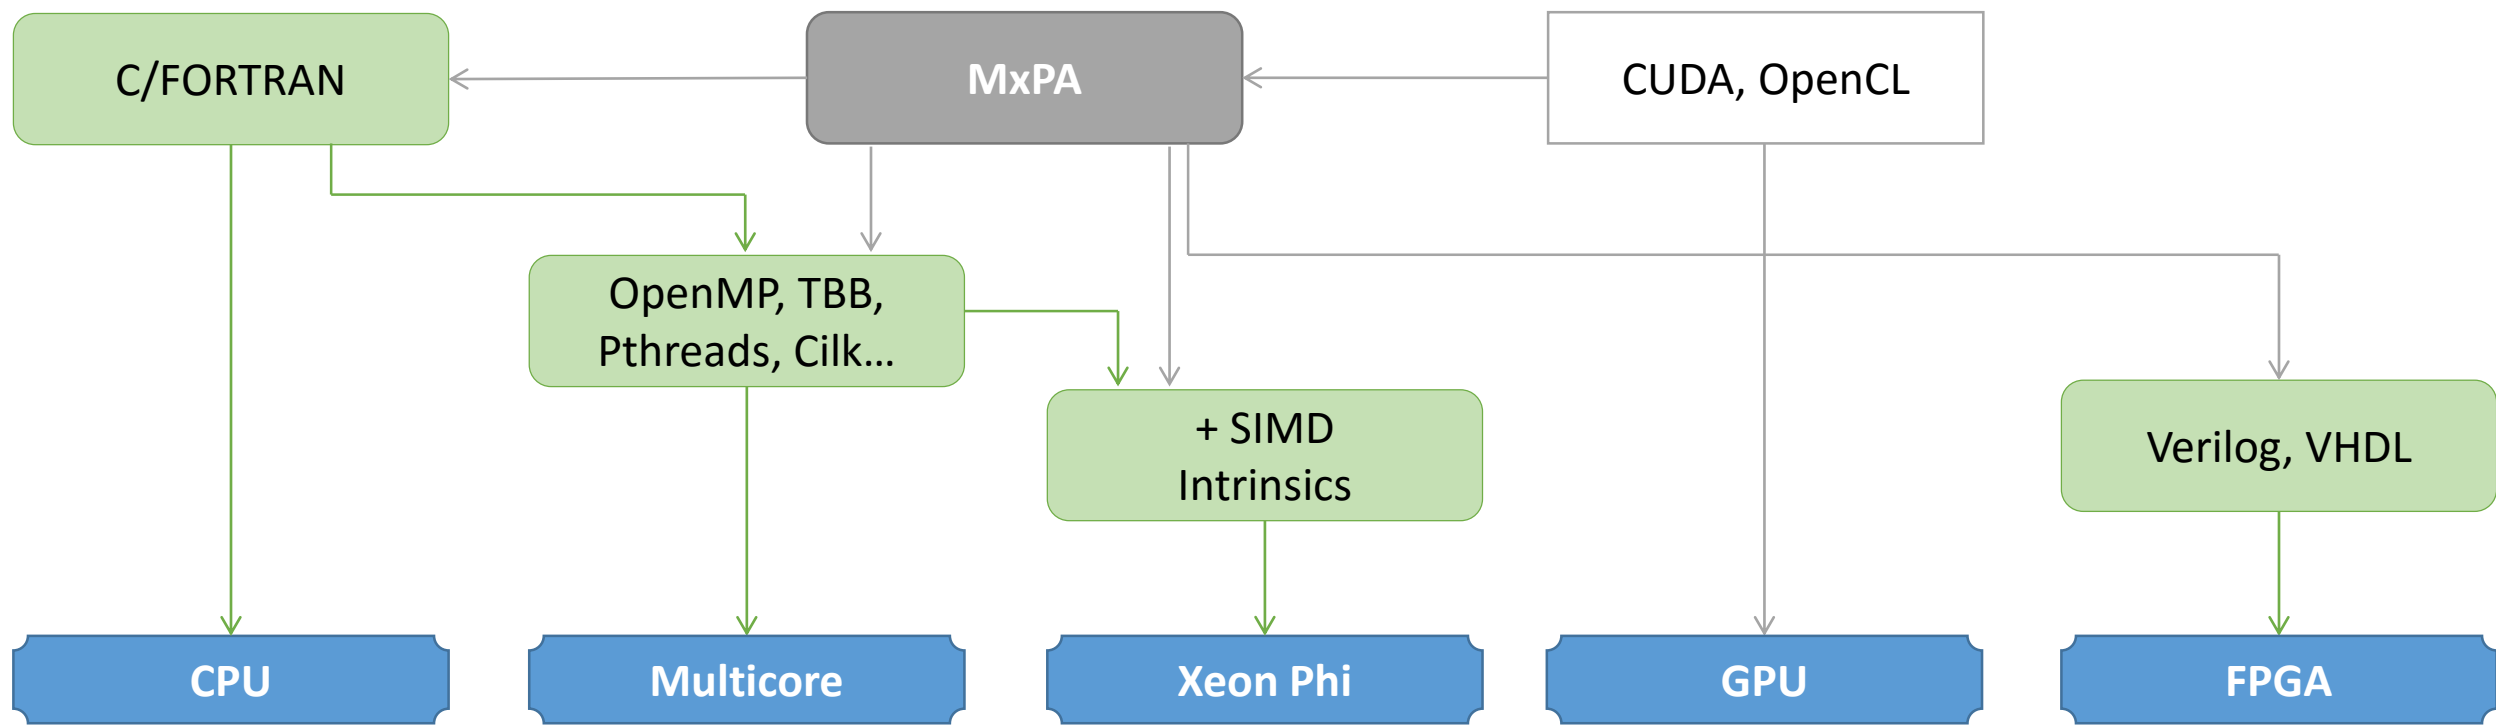 C/FORTRAN
MxPA
CUDA, OpenCL
OpenMP, TBB,
Pthreads, Cilk...
+ SIMD
Intrinsics
Verilog, VHDL
CPU
Multicore
Xeon Phi
GPU
FPGA